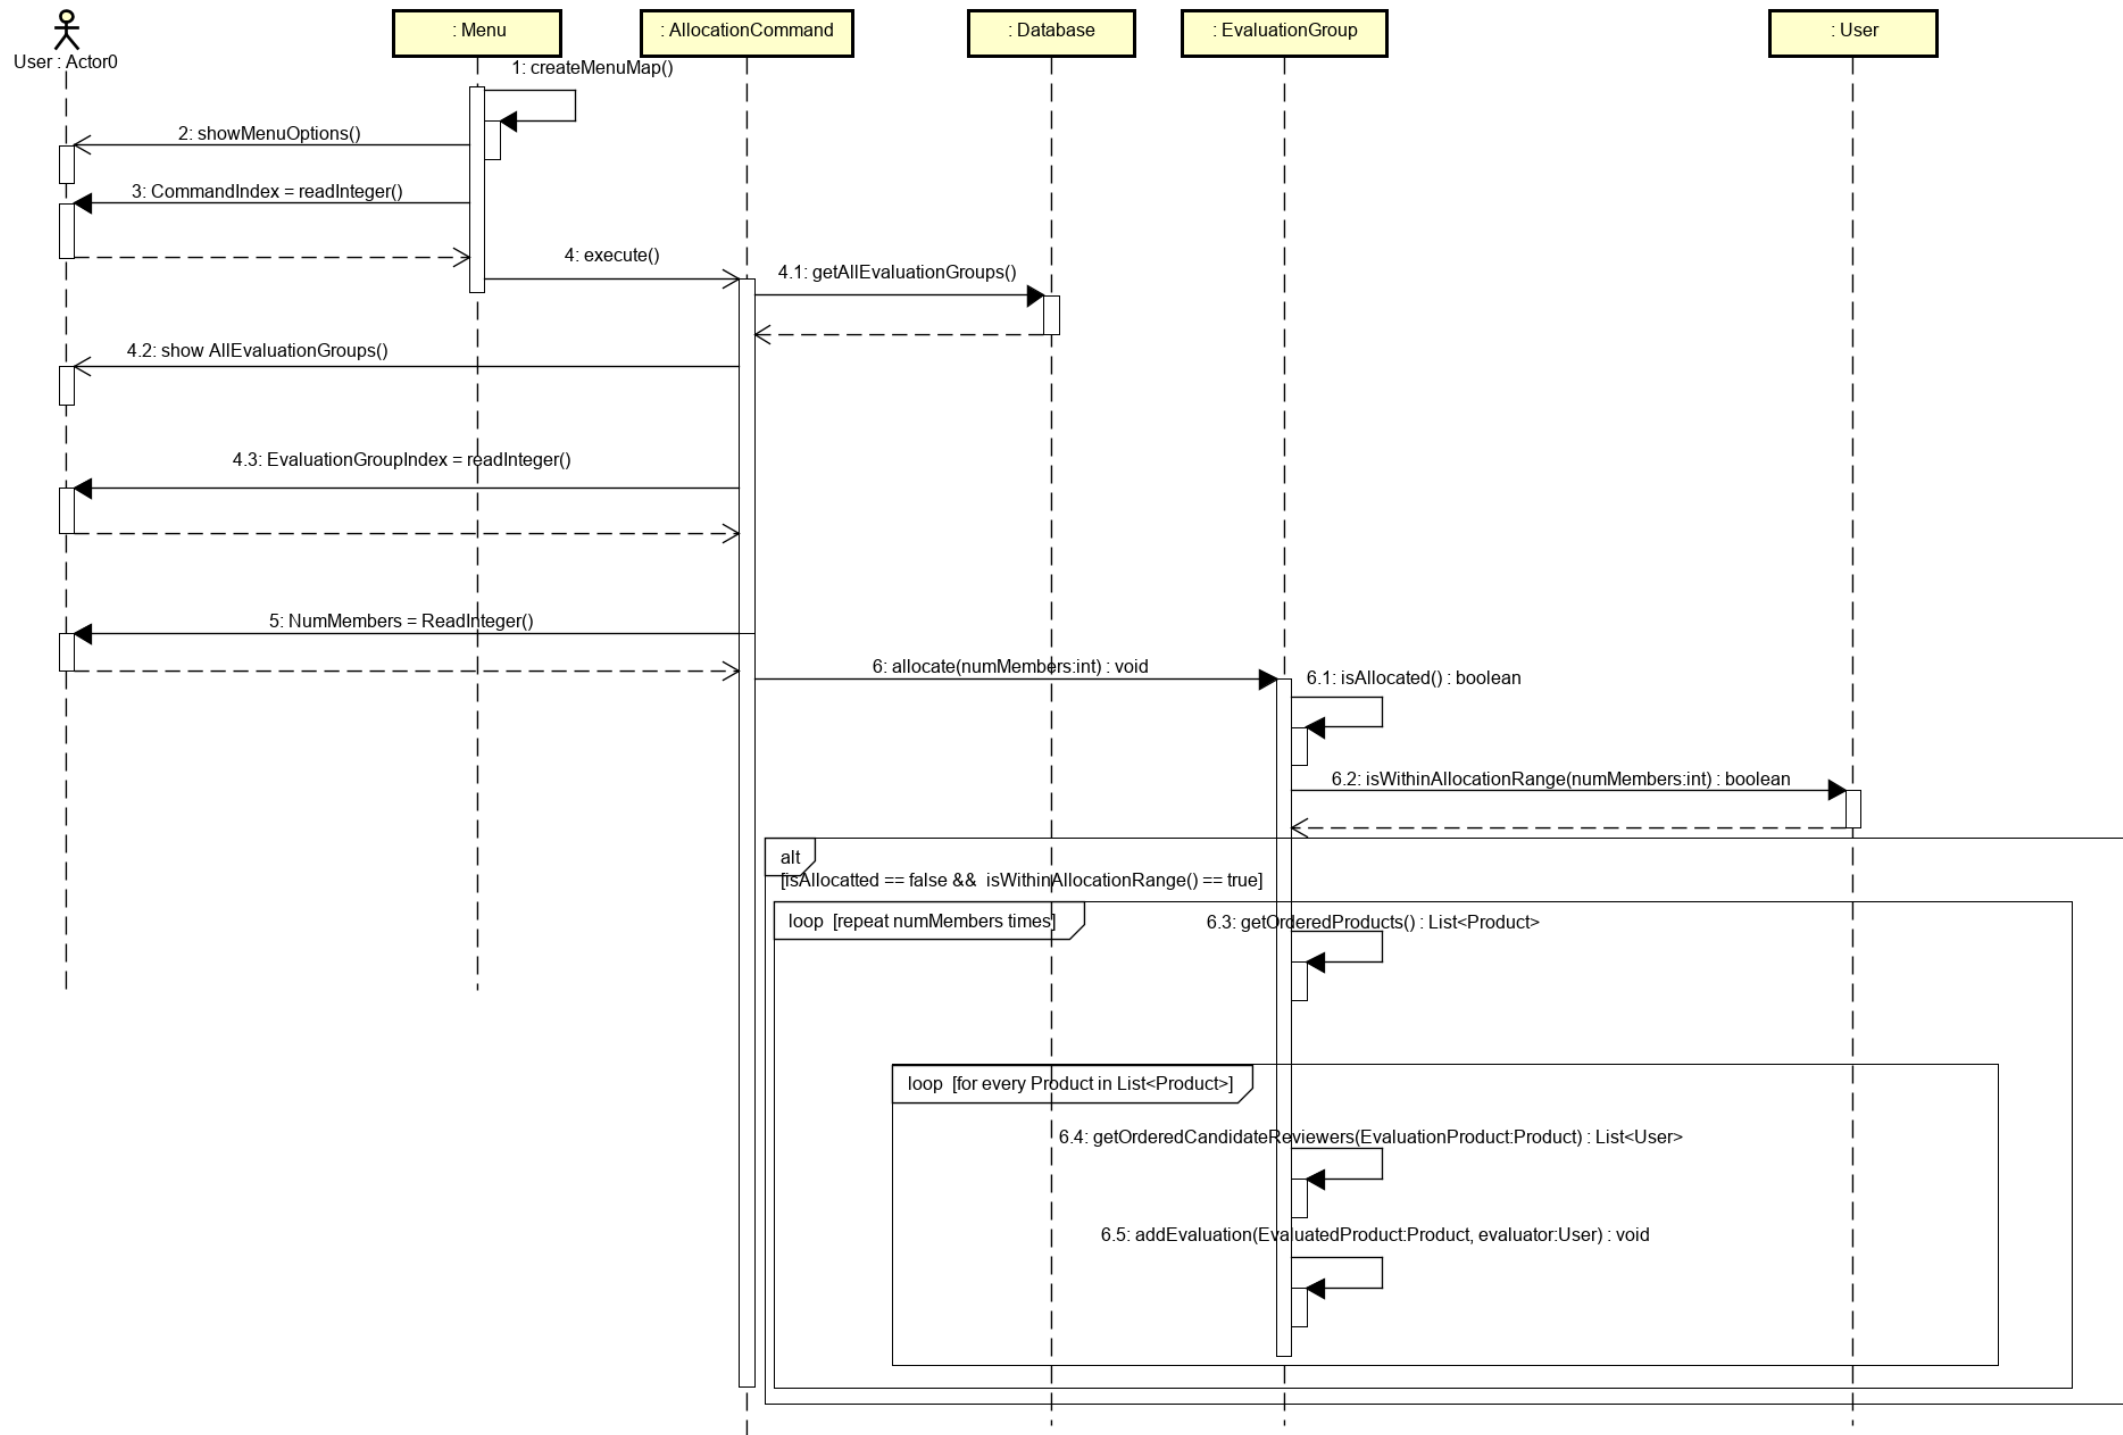 User : Actor0
: Menu
: AllocationCommand
: Database
: EvaluationGroup
: User
1: createMenuMap()
2: showMenuOptions()
3: CommandIndex = readInteger()
4: execute()
4.1: getAllEvaluationGroups()
4.2: show AllEvaluationGroups()
4.3: EvaluationGroupIndex = readInteger()
5: NumMembers = ReadInteger()
6: allocate(numMembers:int) : void
6.1: isAllocated() : boolean
6.2: isWithinAllocationRange(numMembers:int) : boolean
alt
[isAllocatted == false && isWithinAllocationRange() == true]
loop [repeat numMembers times]
6.3: getOrderedProducts() : List<Product>
loop [for every Product in List<Product>]
6.4: getOrderedCandidateReviewers(EvaluationProduct:Product) : List<User>
6.5: addEvaluation(EvaluatedProduct:Product, evaluator:User) : void